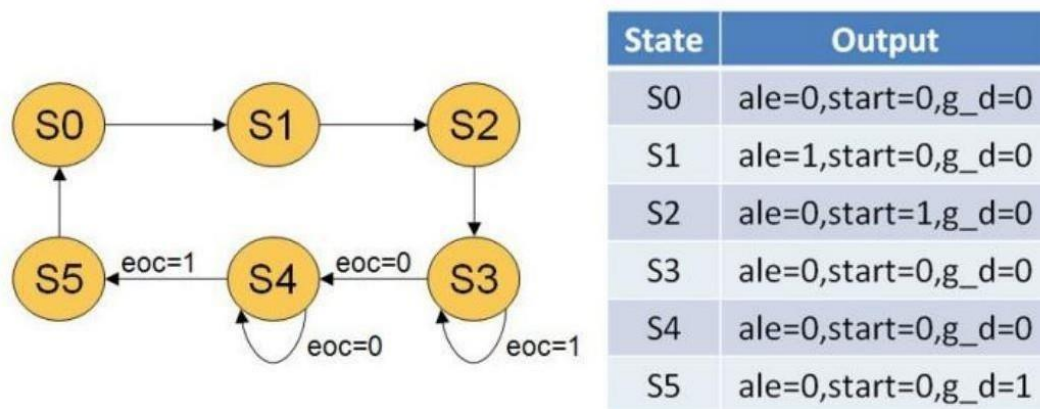 S0 S1 S2
S5 eoc=1 S4 eoc=0 S3
eoc=0 eoc=1
State Output
S0 ale=0,start=0,g_d=0
S1 ale=1,start=0,g_d=0
S2 ale=0,start=1,g_d=0
S3 ale=0,start=0,g_d=0
S4 ale=0,start=0,g_d=0
S5 ale=0,start=0,g_d=1